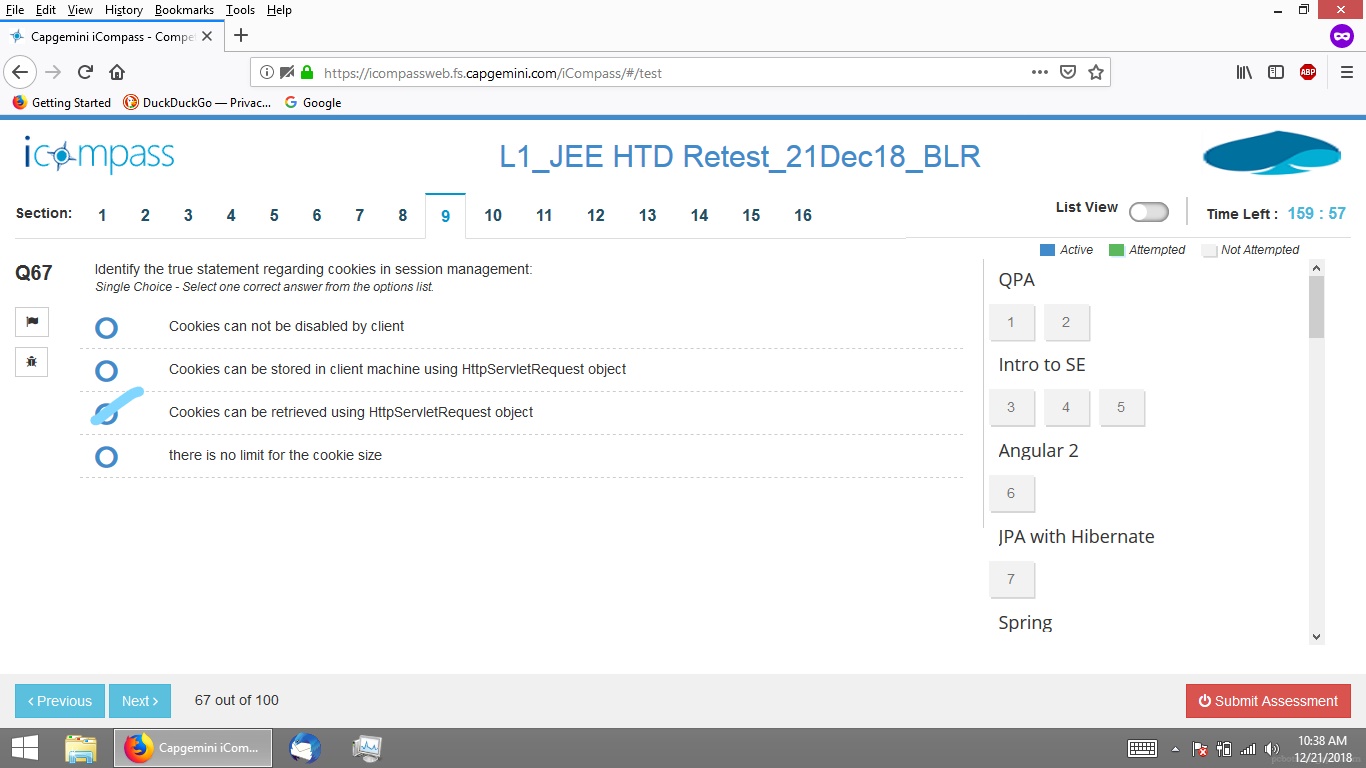 File Edit View History Bookmarks Tools Help
Capgemini iCompass - Compe
https://icompassweb.fs.capgemini.com/iCompass/#/test
ABP
Getting Started DuckDuckGo — Privac... Google
icompass
L1_JEE HTD Retest_21Dec18_BLR
Section: 1 2 3 4 5 6 7 8 9 10 11 12 13 14 15 16
List View
Time Left : 159 : 57
Active Attempted Not Attempted
Q67
Identify the true statement regarding cookies in session management:
Single Choice - Select one correct answer from the options list.
Cookies can not be disabled by client
Cookies can be stored in client machine using HttpServletRequest object
Cookies can be retrieved using HttpServletRequest object
there is no limit for the cookie size
QPA
1 2
Intro to SE
3 4 5
Angular 2
6
JPA with Hibernate
7
Spring
Previous Next 67 out of 100
Submit Assessment
Capgemini iCom...
10:38 AM
12/21/2018